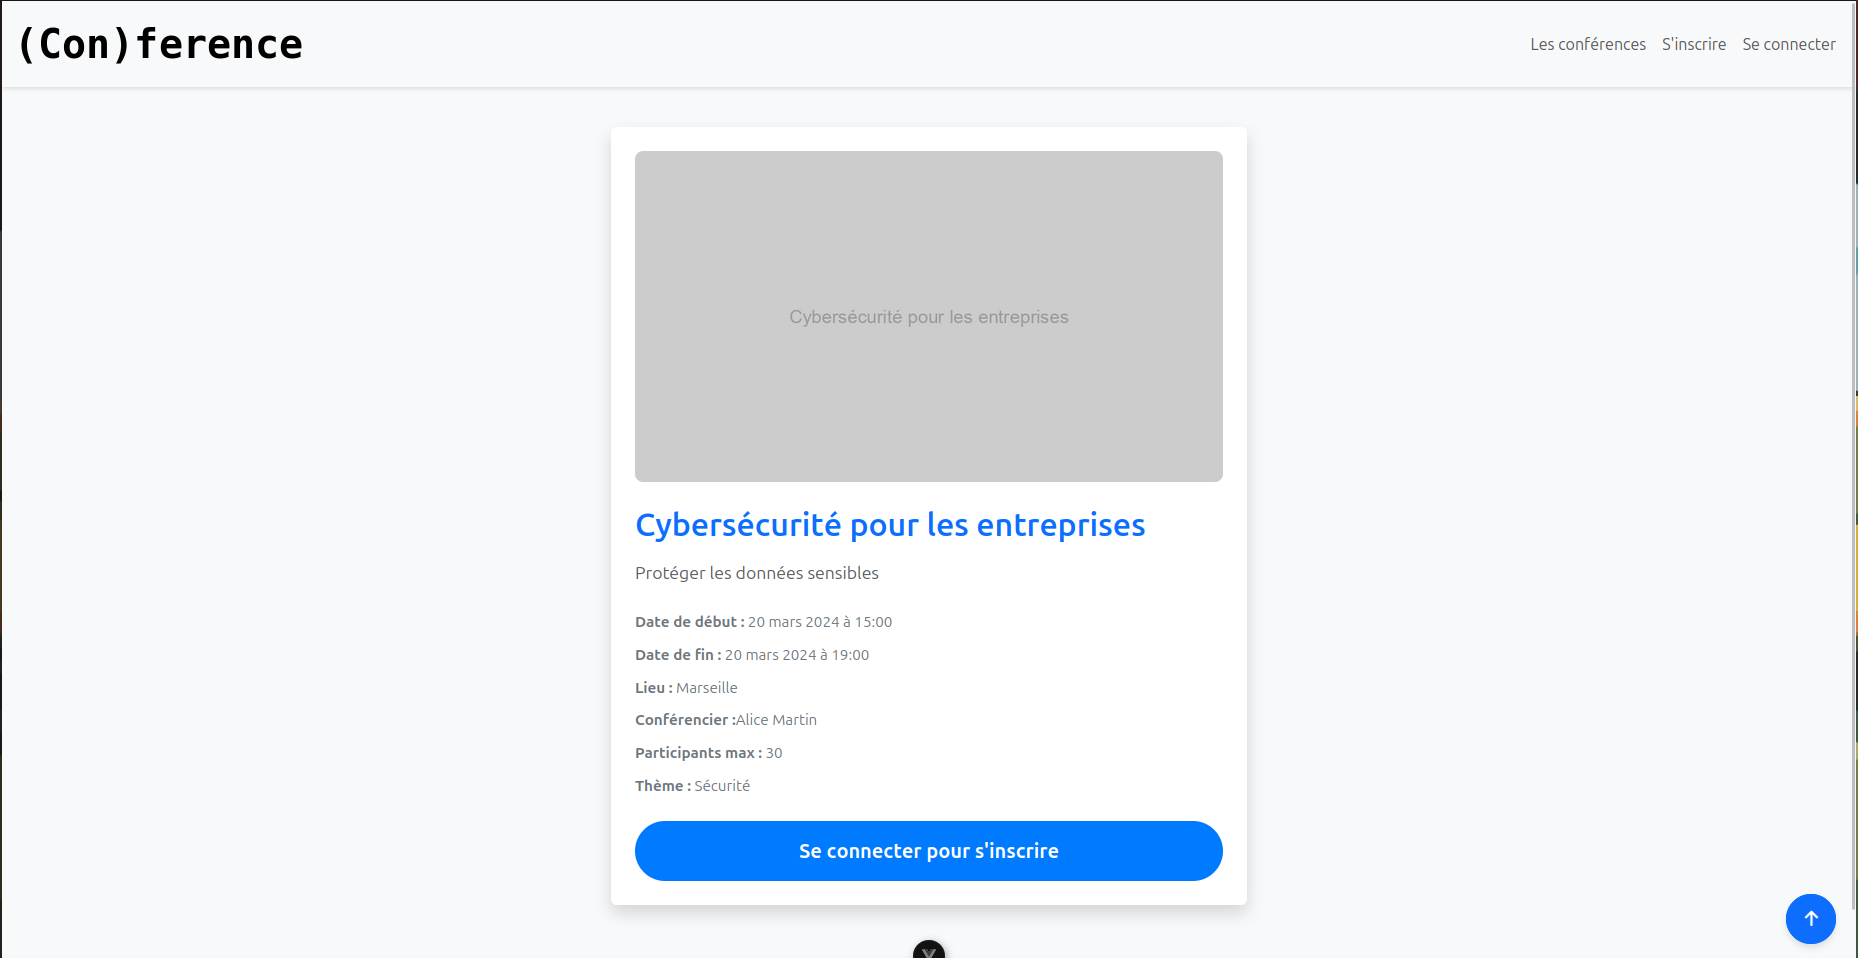 (Con)ference
Les conférences S'inscrire Se connecter
Cybersécurité pour les entreprises
Cybersécurité pour les entreprises
Protéger les données sensibles
Date de début : 20 mars 2024 à 15:00
Date de fin : 20 mars 2024 à 19:00
Lieu : Marseille
Conférencier :Alice Martin
Participants max : 30
Thème : Sécurité
Se connecter pour s'inscrire